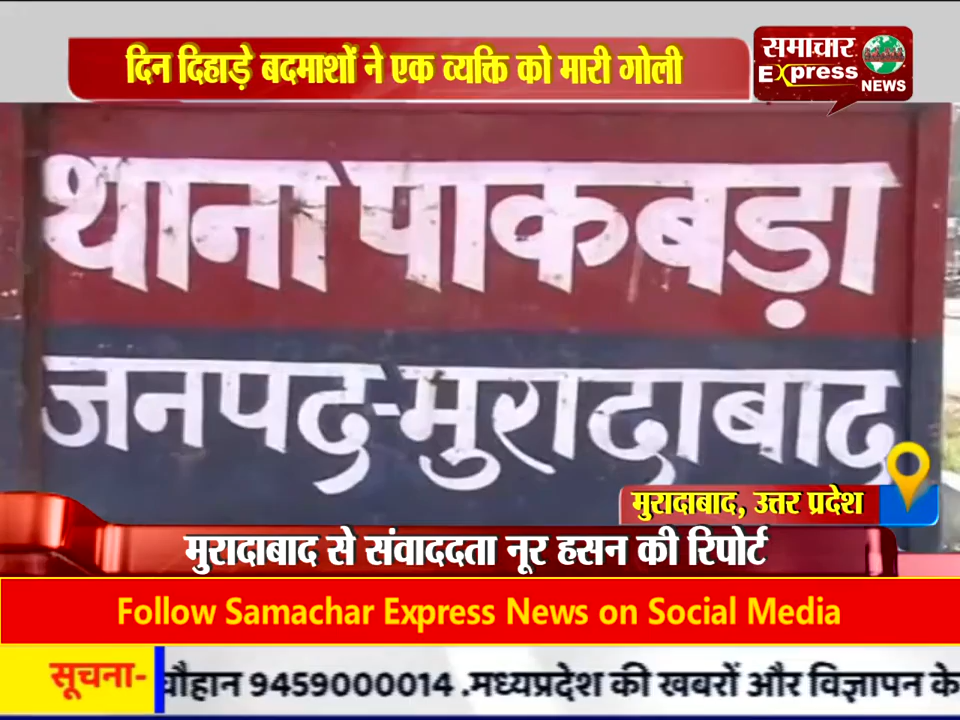 दिन दिहाड़े बदमाशों ने एक व्यक्ति को मारी गोली
समाचार
Express
NEWS
थाना पाकबड़ा
जनपद-मुरादाबाद
मुरादाबाद, उत्तर प्रदेश
मुरादाबाद से संवाददता नूर हसन की रिपोर्ट
Follow Samachar Express News on Social Media
सूचना- चौहान 9459000014 .मध्यप्रदेश की खबरों और विज्ञापन के